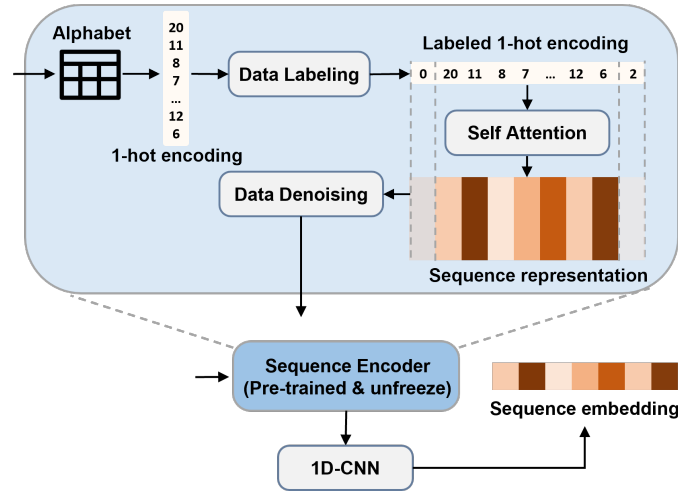 Alphabet
20
11
8
7
...
12
6
1-hot encoding
Data Labeling
Labeled 1-hot encoding
0 20 11 8 7 ... 12 6 2
Self Attention
Data Denoising
Sequence representation
Sequence Encoder
(Pre-trained & unfreeze)
Sequence embedding
1D-CNN